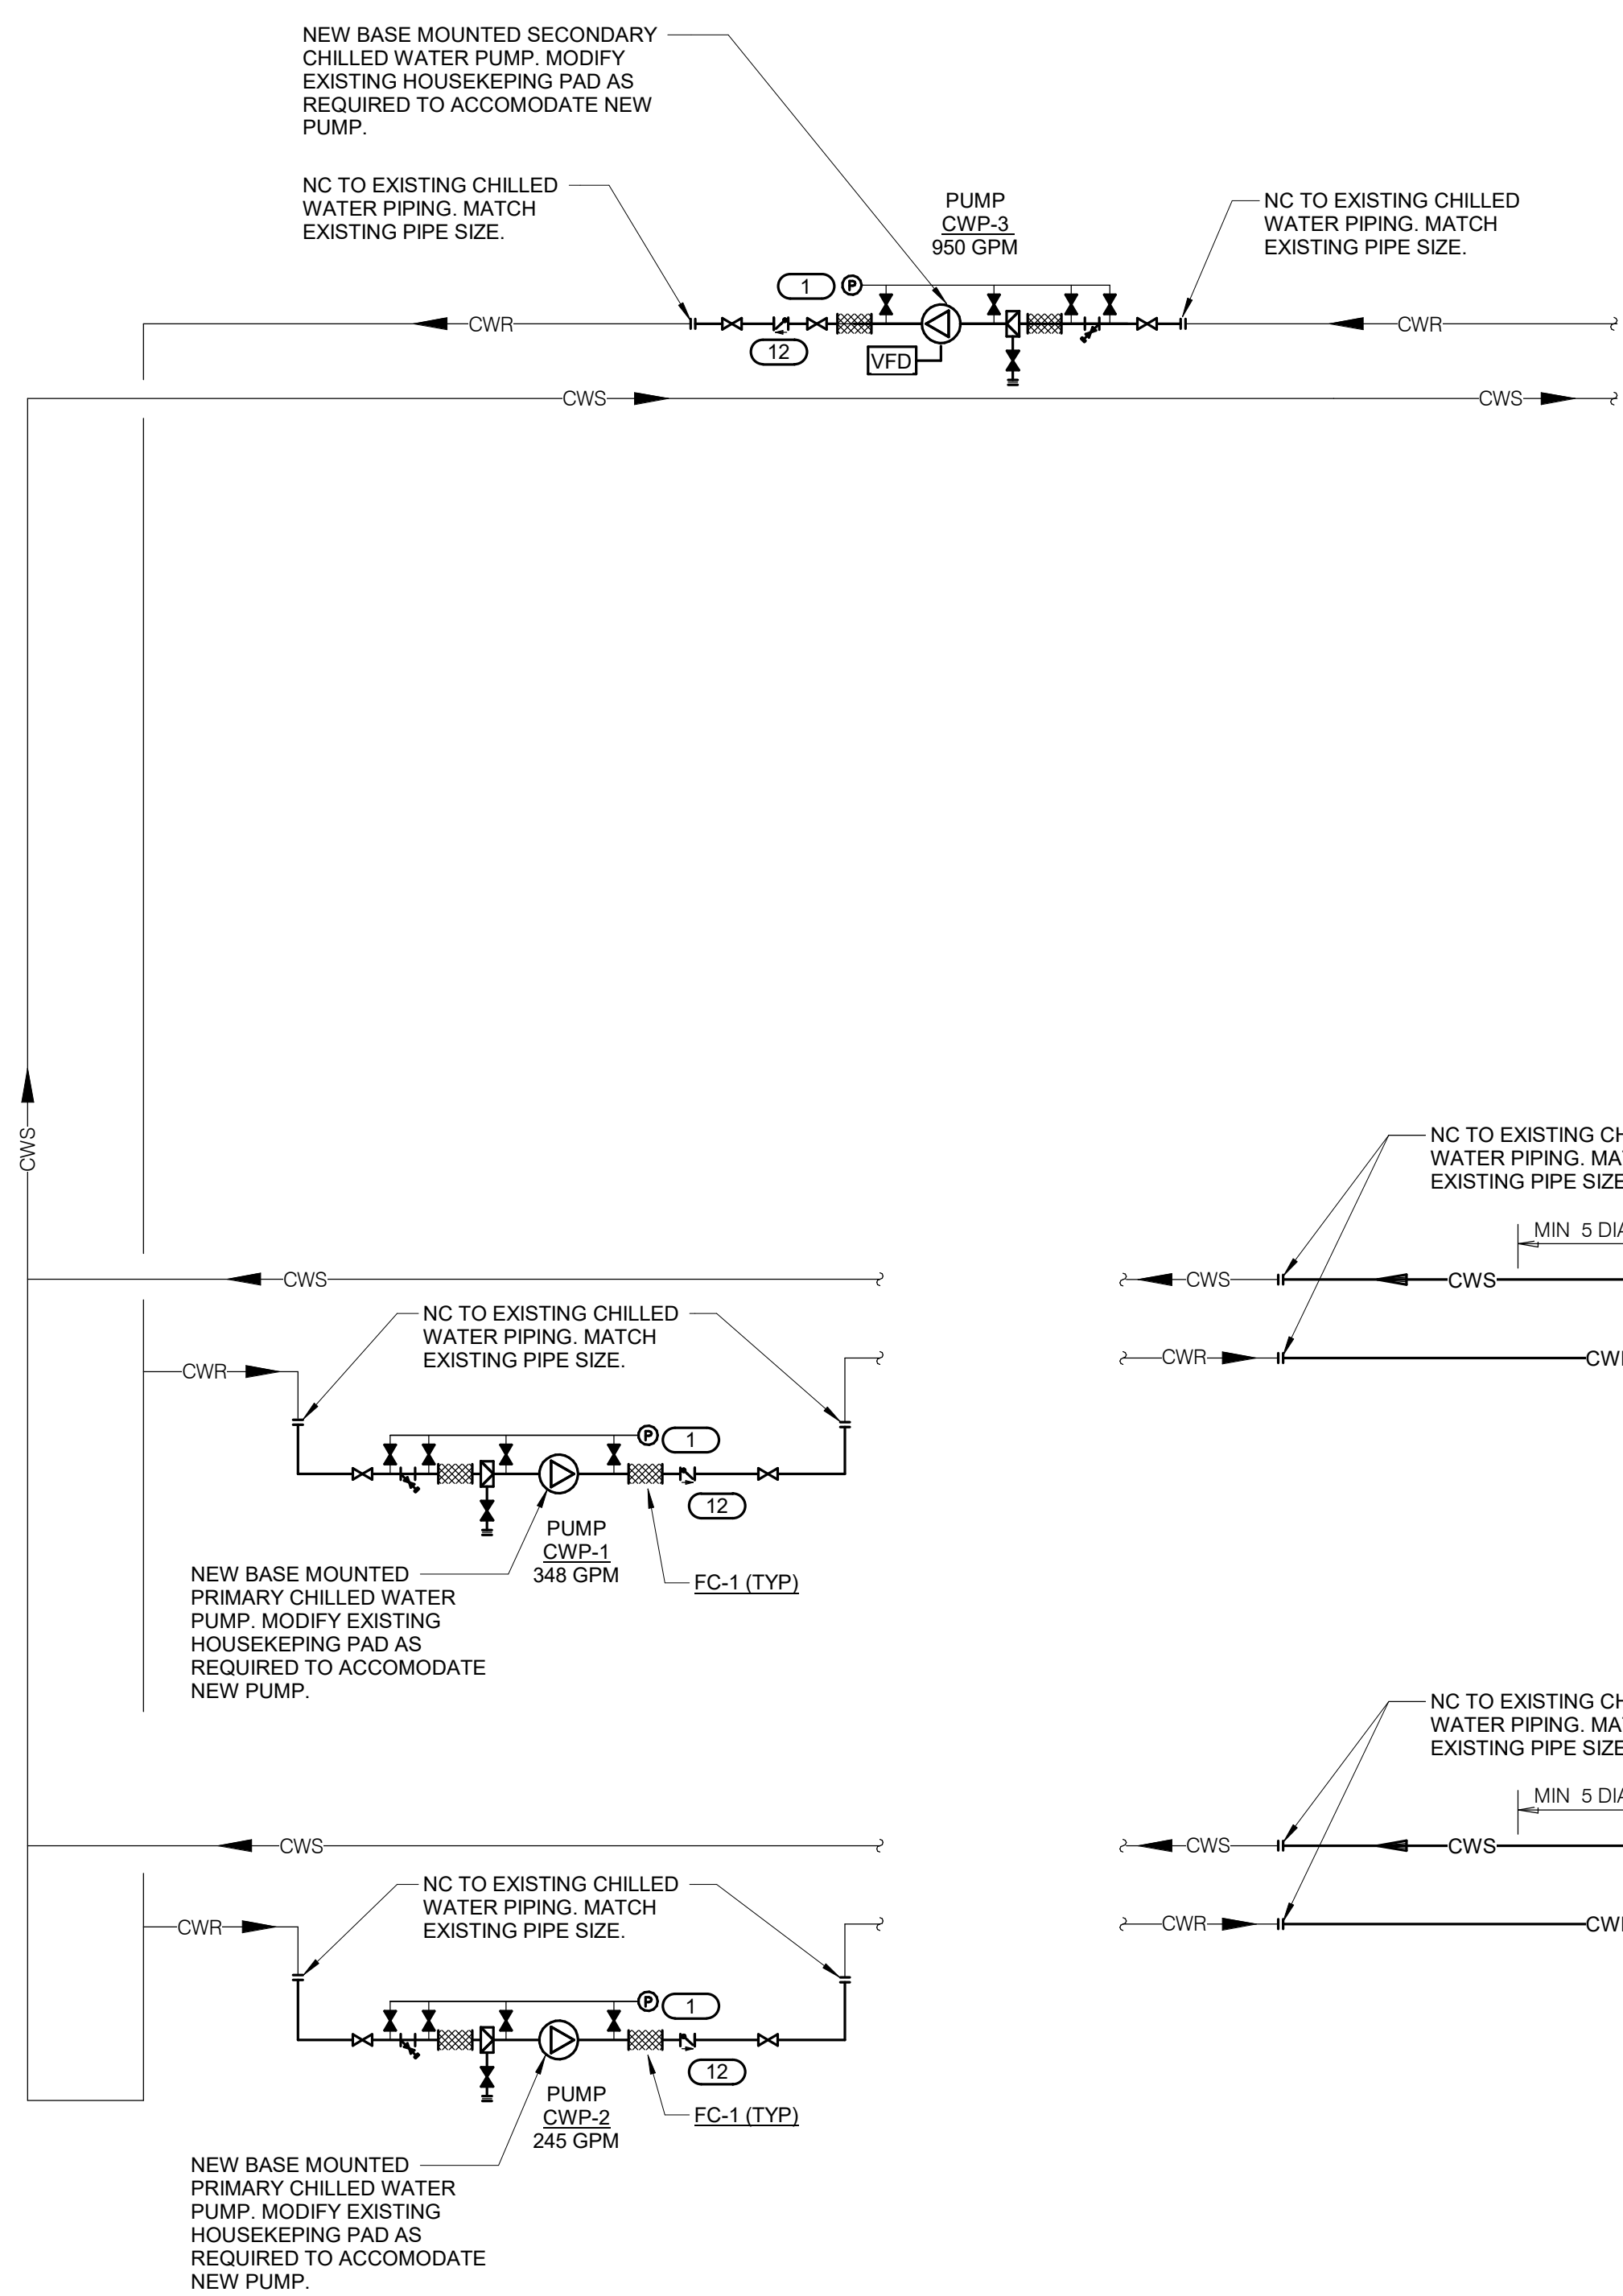 NEW BASE MOUNTED SECONDARY
CHILLED WATER PUMP. MODIFY
EXISTING HOUSEKEPING PAD AS
REQUIRED TO ACCOMODATE NEW
PUMP.
NC TO EXISTING CHILLED
WATER PIPING. MATCH
EXISTING PIPE SIZE.
PUMP
CWP-3
950 GPM
NC TO EXISTING CHILLED
WATER PIPING. MATCH
EXISTING PIPE SIZE.
1
P
CWR
12
VFD
CWR
CWS
CWS
CWS
NC TO EXISTING CH
WATER PIPING. MA
EXISTING PIPE SIZE
MIN 5 DIA
CWS
CWS
CWS
NC TO EXISTING CHILLED
WATER PIPING. MATCH
EXISTING PIPE SIZE.
CWR
CWR
CW
P
1
12
PUMP
CWP-1
348 GPM
FC-1 (TYP)
NEW BASE MOUNTED
PRIMARY CHILLED WATER
PUMP. MODIFY EXISTING
HOUSEKEPING PAD AS
REQUIRED TO ACCOMODATE
NEW PUMP.
NC TO EXISTING CH
WATER PIPING. MA
EXISTING PIPE SIZE
MIN 5 DIA
CWS
CWS
CWS
NC TO EXISTING CHILLED
WATER PIPING. MATCH
EXISTING PIPE SIZE.
CWR
CWR
CW
P
1
12
PUMP
CWP-2
245 GPM
FC-1 (TYP)
NEW BASE MOUNTED
PRIMARY CHILLED WATER
PUMP. MODIFY EXISTING
HOUSEKEPING PAD AS
REQUIRED TO ACCOMODATE
NEW PUMP.